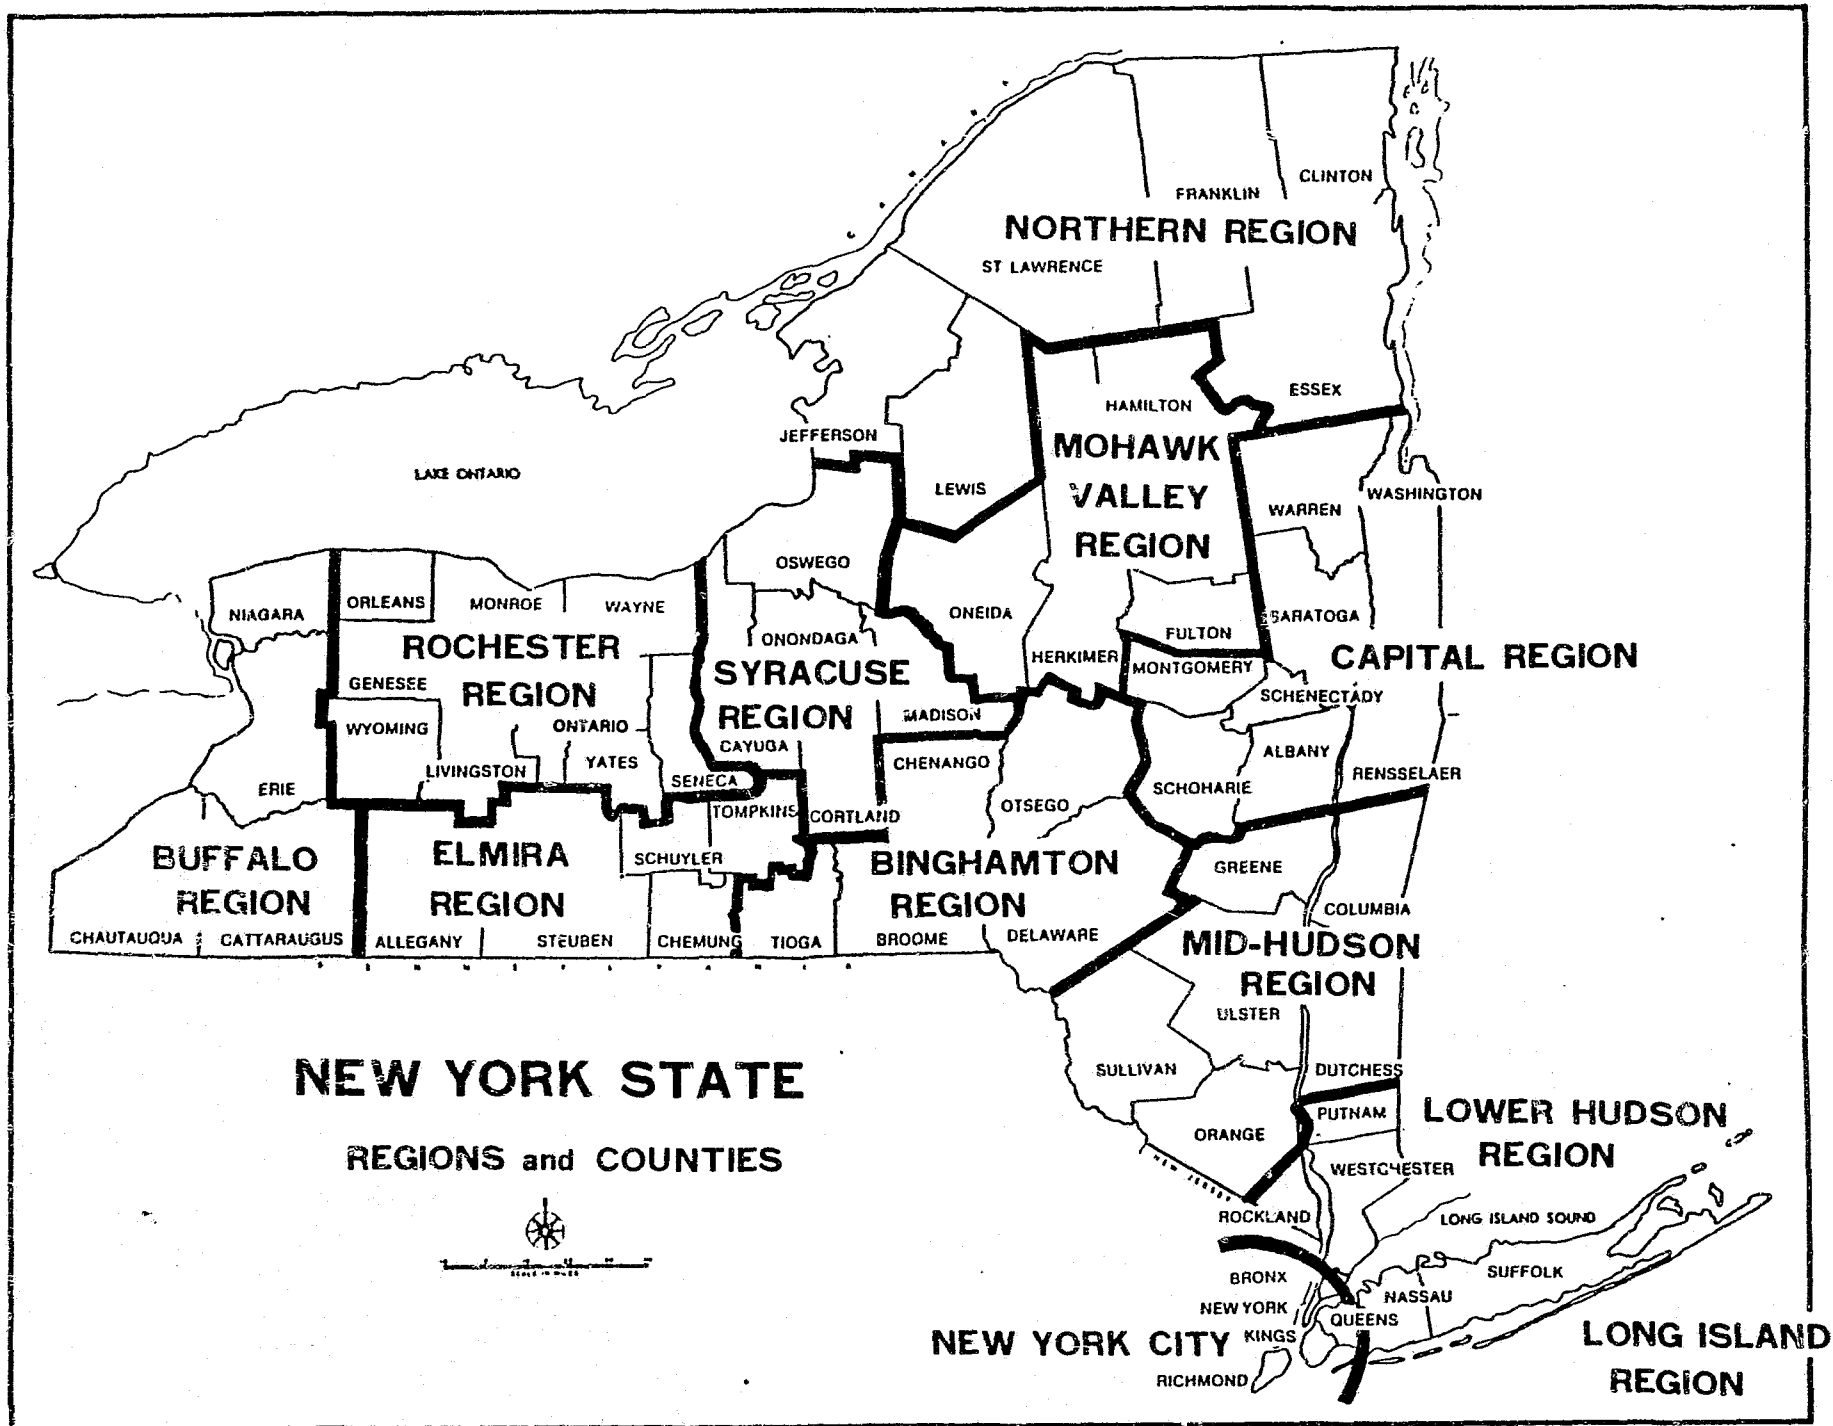 CLINTON
FRANKLIN
NORTHERN REGION
ST LAWRENCE
ESSEX
HAMILTON
JEFFERSON
MOHAWK
VALLEY
REGION
LAKE ONTARIO
LEWIS
WASHINGTON
WARREN
OSWEGO
NIAGARA
ORLEANS
MONROE
WAYNE
ONEIDA
SARATOGA
ONONDAGA
FULTON
ROCHESTER
REGION
HERKIMER
MONTGOMERY
CAPITAL REGION
SYRACUSE
REGION
GENESEE
SCHENECTADY
WYOMING
ONTARIO
MADISON
CAYUGA
ALBANY
YATES
CHENANGO
LIVINGSTON
SENECA
RENSSELAER
ERIE
SCHOHARIE
OTSEGO
TOMPKINS
CORTLAND
BUFFALO
REGION
ELMIRA
REGION
SCHUYLER
BINGHAMTON
REGION
GREENE
COLUMBIA
CHAUTAUQUA
CATTARAUGUS
ALLEGANY
STEUBEN
CHEMUNG
TIOGA
BROOME
DELAWARE
MID-HUDSON
REGION
ULSTER
NEW YORK STATE
SULLIVAN
DUTCHESS
PUTNAM
LOWER HUDSON
REGION
ORANGE
REGIONS and COUNTIES
WESTCHESTER
NEW JERSEY
ROCKLAND
LONG ISLAND SOUND
SCALE IN MILES
BRONX
SUFFOLK
NASSAU
NEW YORK
QUEENS
NEW YORK CITY
KINGS
LONG ISLAND
REGION
RICHMOND